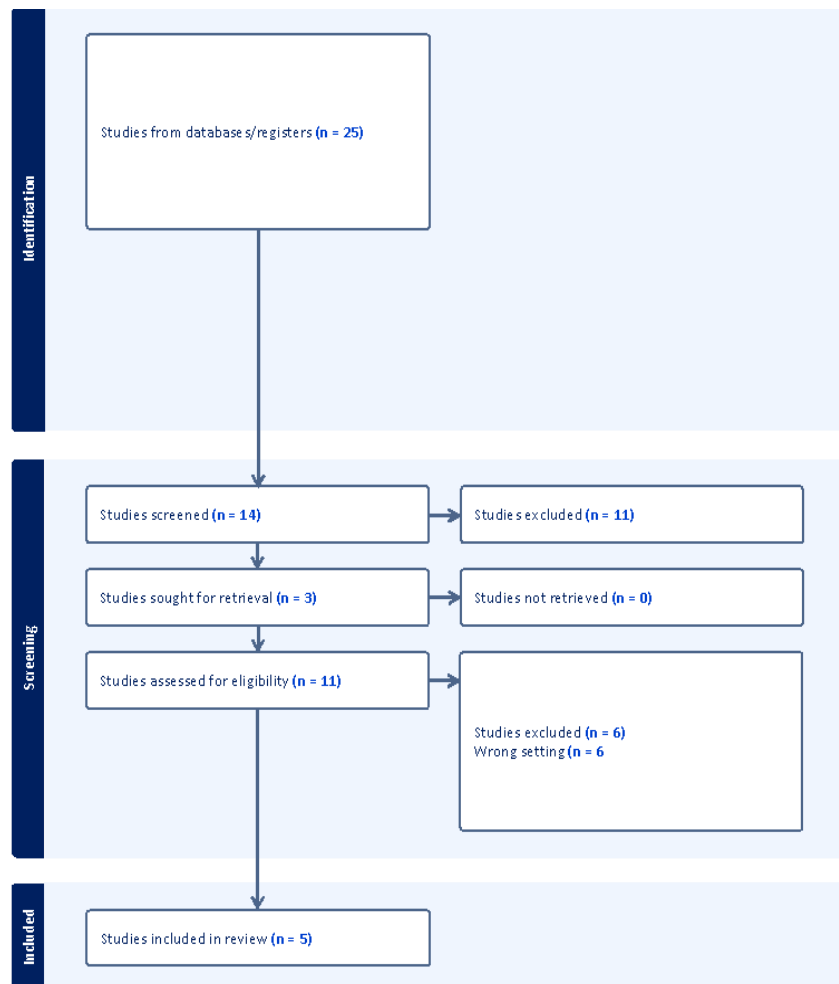 Identification
Studies from databases/registers (n = 25)
Screening
Studies screened (n = 14)
Studies excluded (n = 11)
Studies sought for retrieval (n = 3)
Studies not retrieved (n = 0)
Studies assessed for eligibility (n = 11)
Studies excluded (n = 6)
Wrong setting (n = 6
Included
Studies included in review (n = 5)